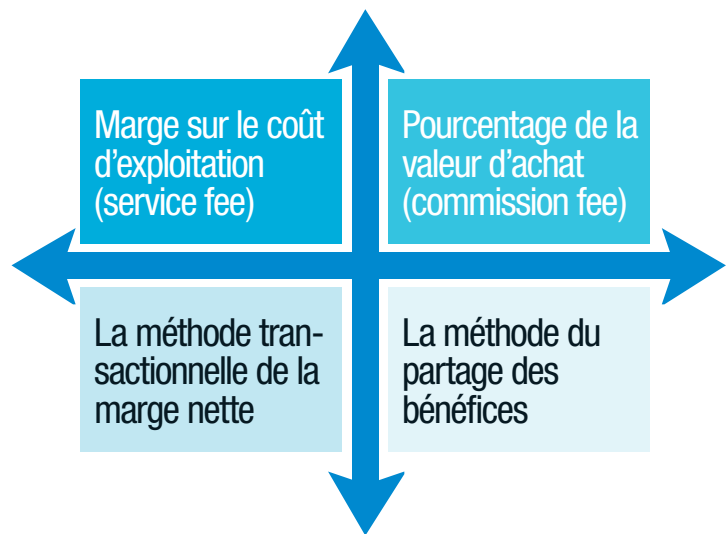 Marge sur le coût
d'exploitation
(service fee)
Pourcentage de la
valeur d'achat
(commission fee)
La méthode tran-
sactionnelle de la
marge nette
La méthode du
partage des
bénéfices